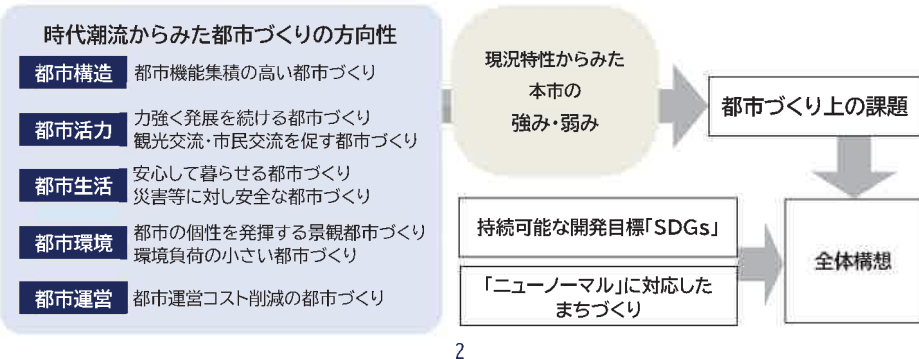 時代潮流からみた都市づくりの方向性
都市構造 都市機能集積の高い都市づくり
都市活力 力強く発展を続ける都市づくり
観光交流・市民交流を促す都市づくり
都市生活 安心して暮らせる都市づくり
災害等に対し安全な都市づくり
都市環境 都市の個性を発揮する景観都市づくり
環境負荷の小さい都市づくり
都市運営 都市運営コスト削減の都市づくり
現況特性からみた
本市の
強み・弱み
都市づくり上の課題
持続可能な開発目標「SDGs」
「ニューノーマル」に対応した
まちづくり
全体構想
2